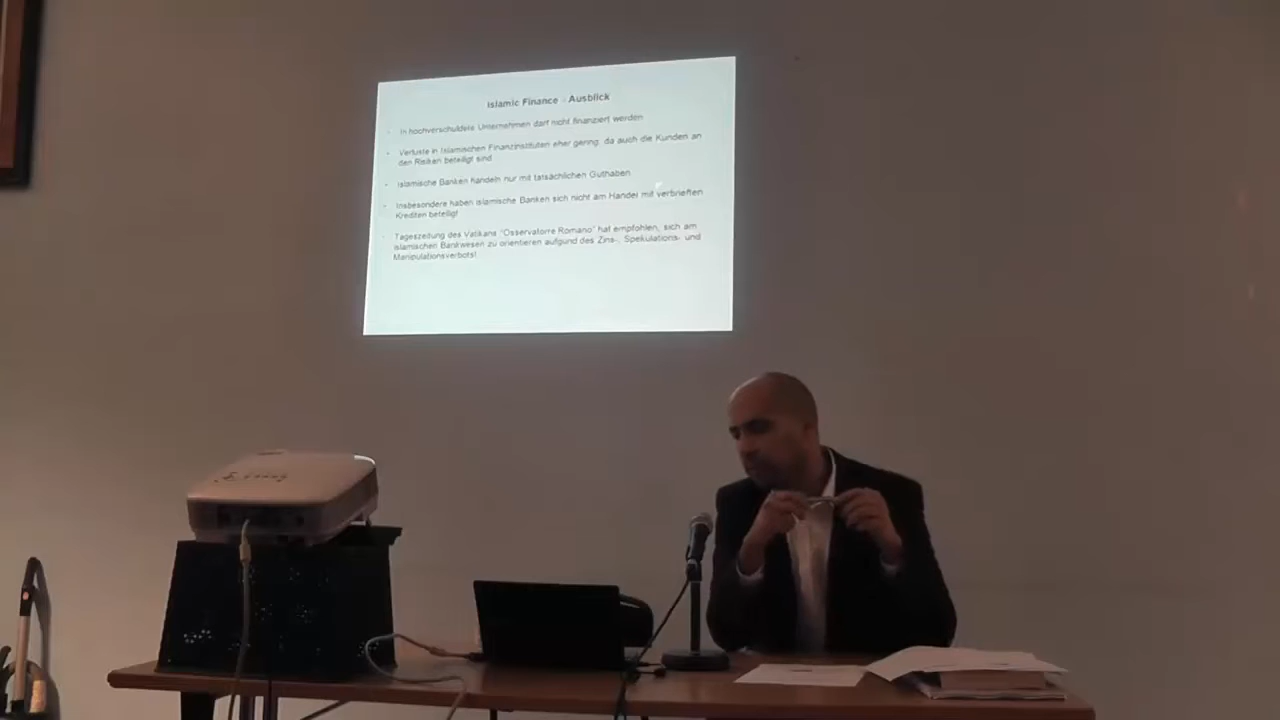 Islamic Finance - Ausblick
- In hochverschuldete Unternehmen darf nicht finanziert werden
- Verluste in Islamischen Finanzinstituten eher gering, da auch die Kunden an
den Risiken beteiligt sind
- Islamische Banken handeln nur mit tatsächlichen Guthaben
- Insbesondere haben islamische Banken sich nicht am Handel mit verbrieften
Krediten beteiligt
Tageszeitung des Vatikans "Osservatorre Romano" hat empfohlen, sich am
islamischen Bankwesen zu orientieren aufgund des Zins-, Spekulations- und
Manipulationsverbots!